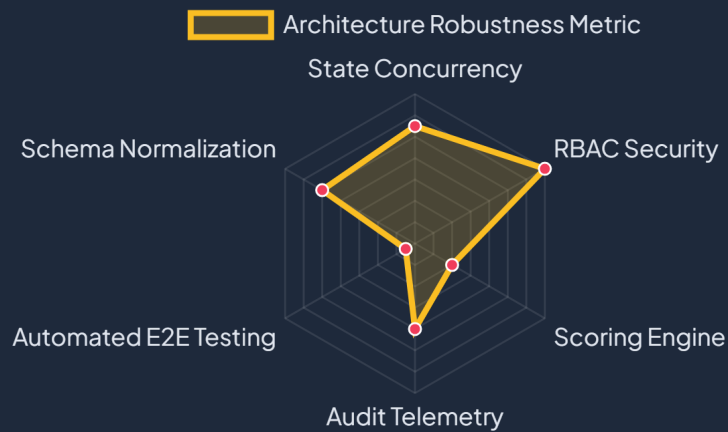 Architecture Robustness Metric
State Concurrency
Schema Normalization
RBAC Security
Automated E2E Testing
Scoring Engine
Audit Telemetry